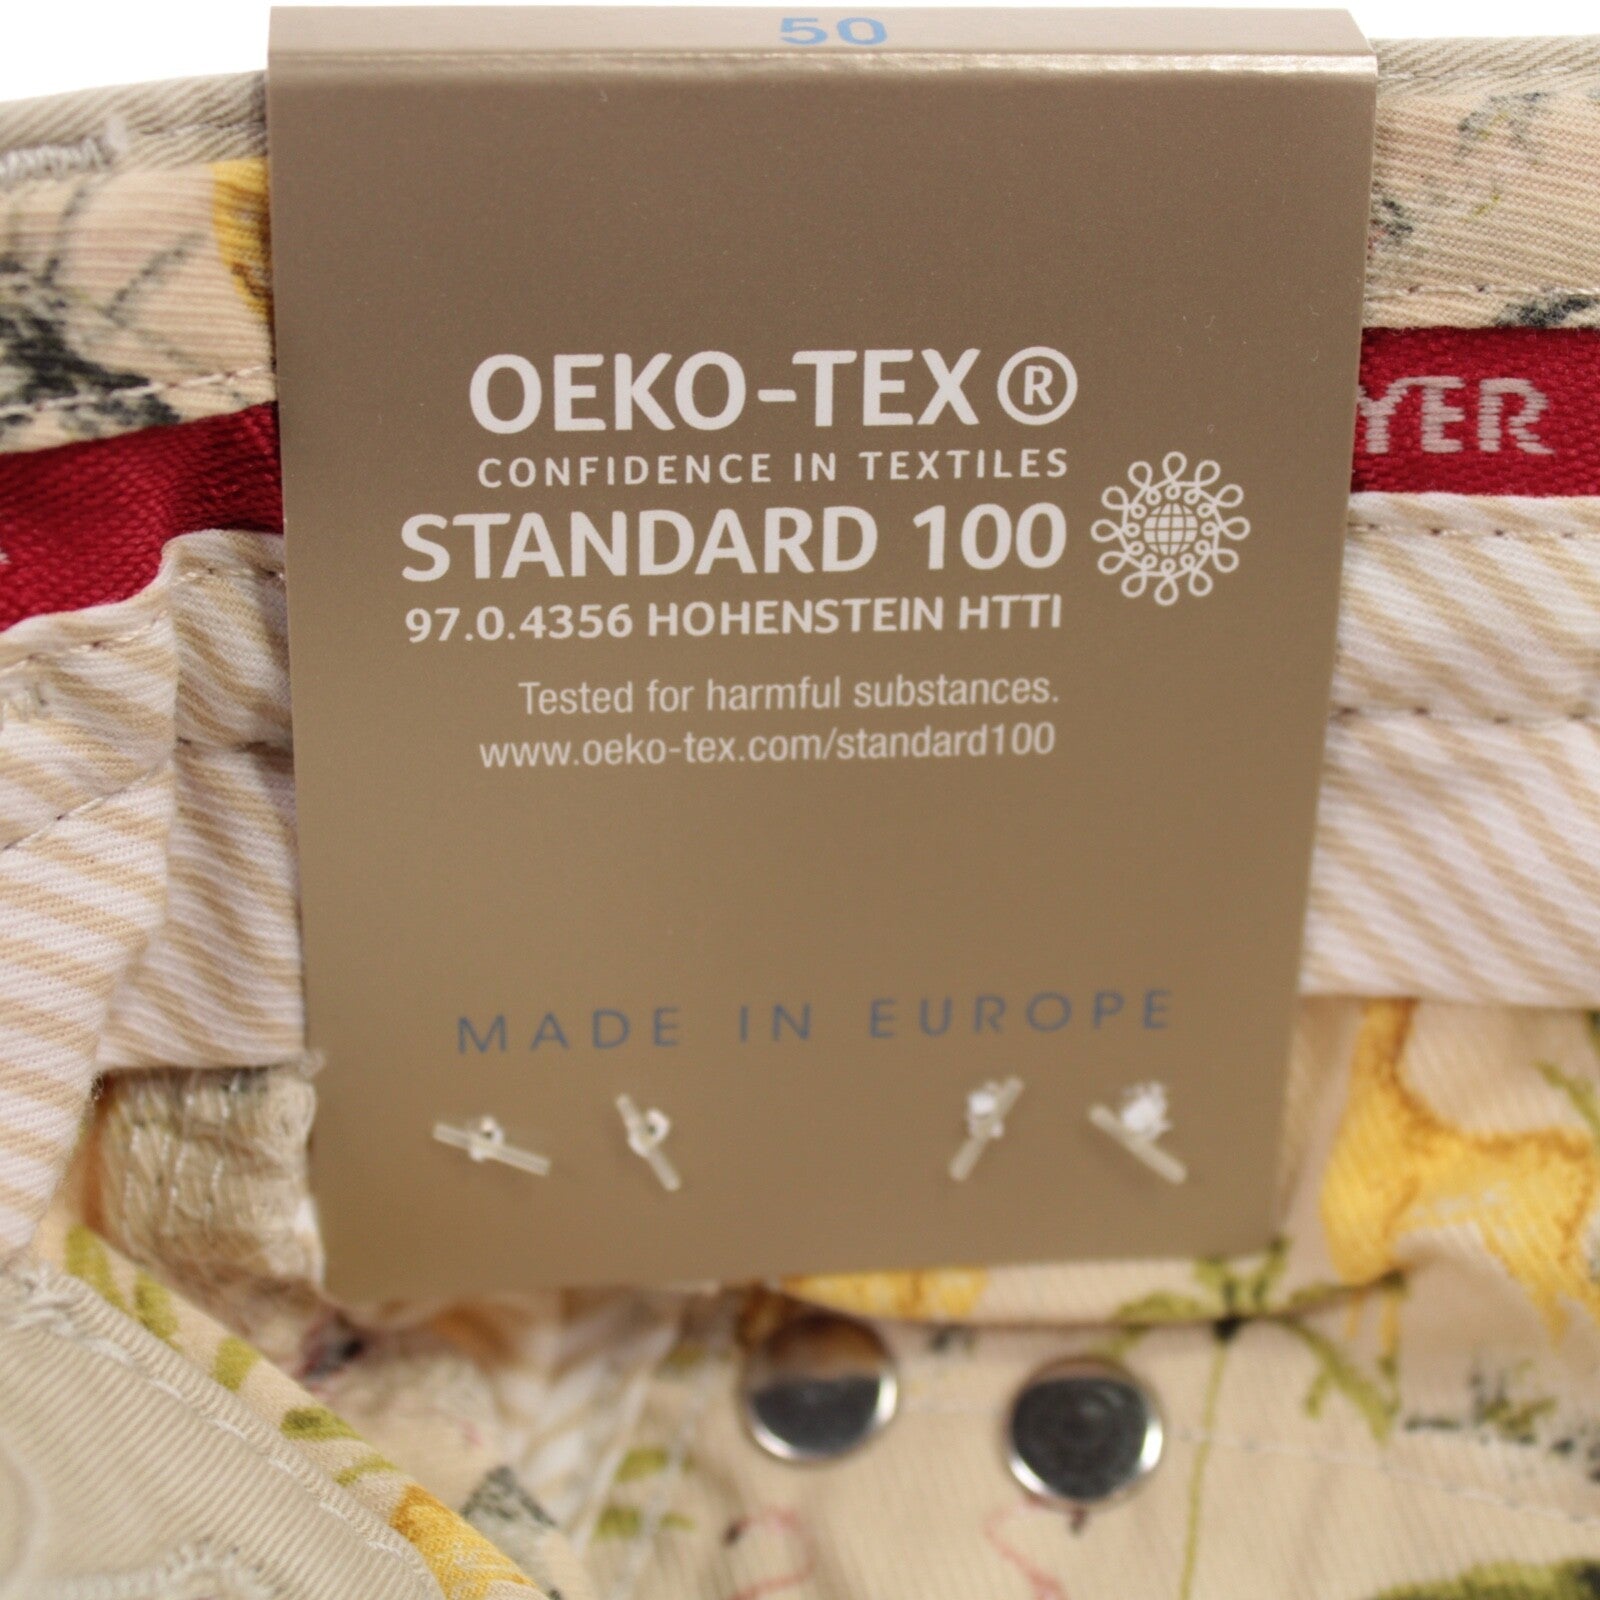 50
OEKO-TEX®
CONFIDENCE IN TEXTILES
STANDARD 100
97.0.4356 HOHENSTEIN HTTI
Tested for harmful substances.
www.oeko-tex.com/standard100
MADE IN EUROPE
YER